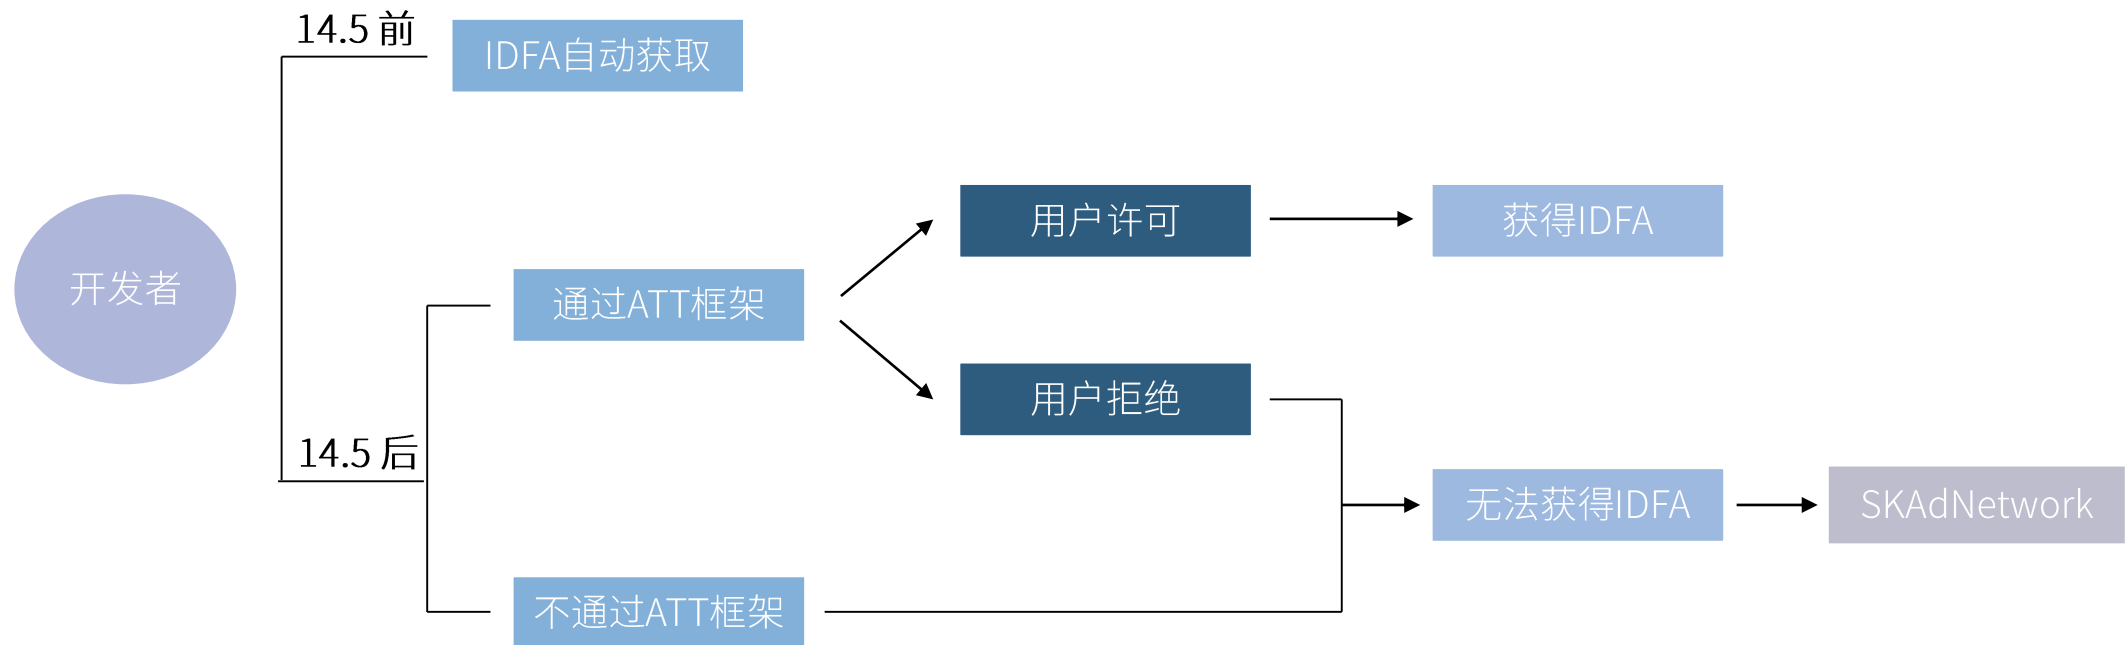 14.5 前
IDFA自动获取
用户许可
获得IDFA
开发者
通过ATT框架
用户拒绝
14.5 后
无法获得IDFA
SKAdNetwork
不通过ATT框架